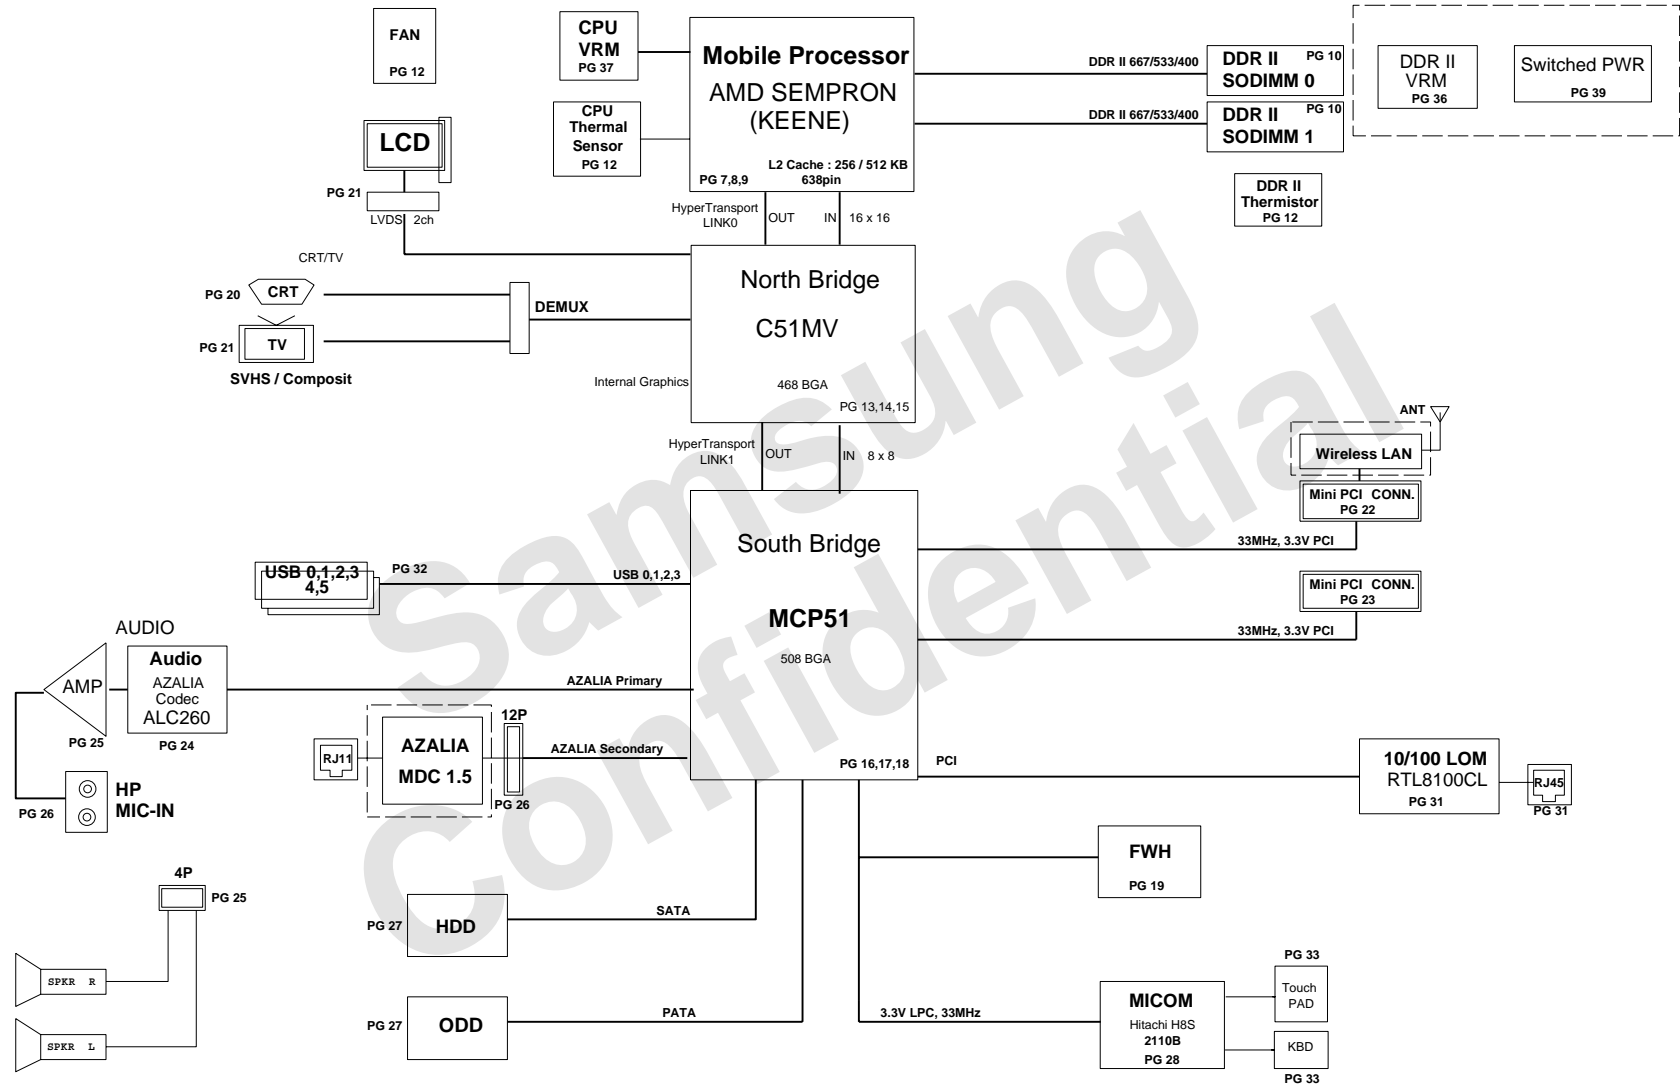 FAN
PG 12
CPU
VRM
PG 37
Mobile Processor
AMD SEMPRON
(KEENE)
L2 Cache : 256 / 512 KB
PG 7,8,9
638pin
DDR II 667/533/400
DDR II
PG 10
SODIMM 0
DDR II 667/533/400
DDR II
PG 10
SODIMM 1
DDR II
VRM
PG 36
Switched PWR
PG 39
CPU
Thermal
Sensor
PG 12
LCD
PG 21
LVDS 2ch
DDR II
Thermistor
PG 12
HyperTransport
LINK0
OUT
IN
16 x 16
CRT/TV
PG 20
CRT
DEMUX
PG 21
TV
SVHS / Composit
North Bridge
C51MV
Internal Graphics
468 BGA
PG 13,14,15
HyperTransport
LINK1
OUT
IN
8 x 8
ANT
Wireless LAN
Mini PCI CONN.
PG 22
33MHz, 3.3V PCI
Mini PCI CONN.
PG 23
33MHz, 3.3V PCI
South Bridge
MCP51
508 BGA
PG 16,17,18
USB 0,1,2,3
4,5
PG 32
USB 0,1,2,3
AUDIO
AMP
PG 25
Audio
AZALIA
Codec
ALC260
PG 24
AZALIA Primary
12P
RJ11
AZALIA
MDC 1.5
AZALIA Secondary
PG 26
HP
MIC-IN
PG 26
PCI
10/100 LOM
RTL8100CL
PG 31
RJ45
PG 31
FWH
PG 19
4P
PG 25
SPKR R
SPKR L
PG 27
HDD
SATA
PG 27
ODD
PATA
3.3V LPC, 33MHz
MICOM
Hitachi H8S
2110B
PG 28
PG 33
Touch
PAD
KBD
PG 33
Samsung
Confidential